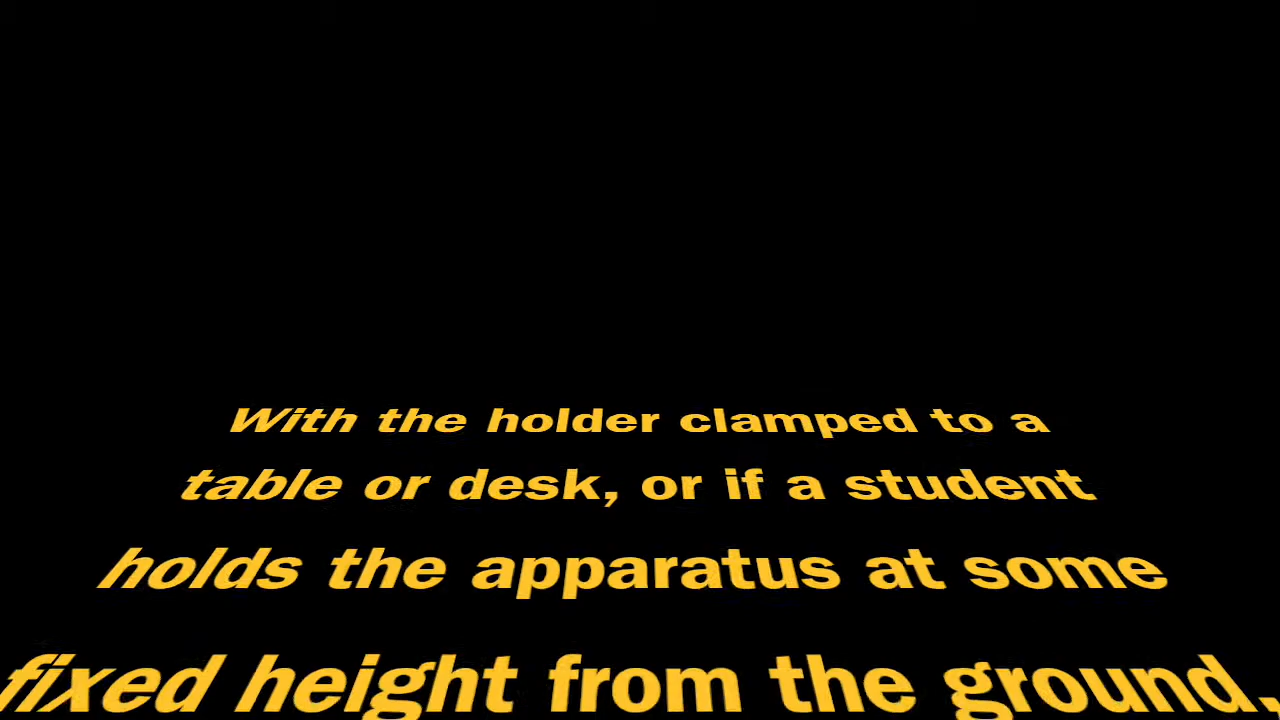 With the holder clamped to a
table or desk, or if a student
holds the apparatus at some
fixed height from the ground.